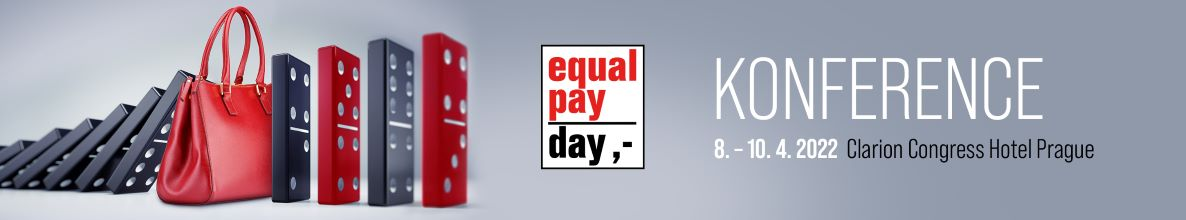 equal
pay
day ,-
KONFERENCE
8. – 10. 4. 2022 Clarion Congress Hotel Prague